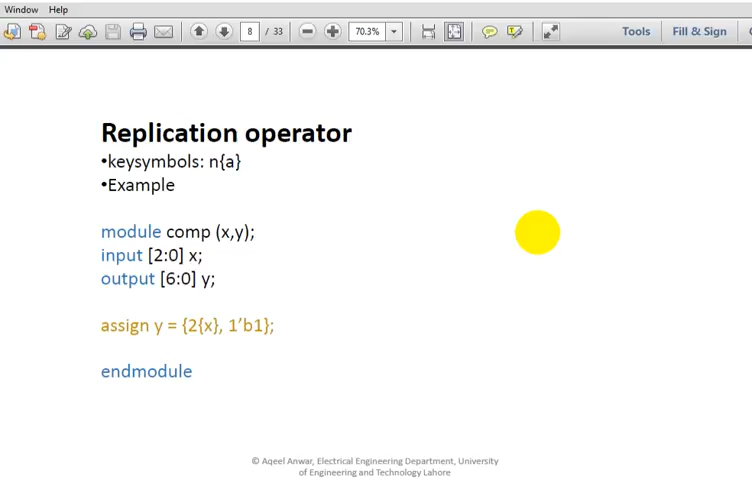 Window Help
8 / 33 70.3% Tools Fill & Sign
Replication operator
•keysymbols: n{a}
•Example
module comp (x,y);
input [2:0] x;
output [6:0] y;
assign y = {2{x}, 1’b1};
endmodule
© Aqeel Anwar, Electrical Engineering Department, University
of Engineering and Technology Lahore